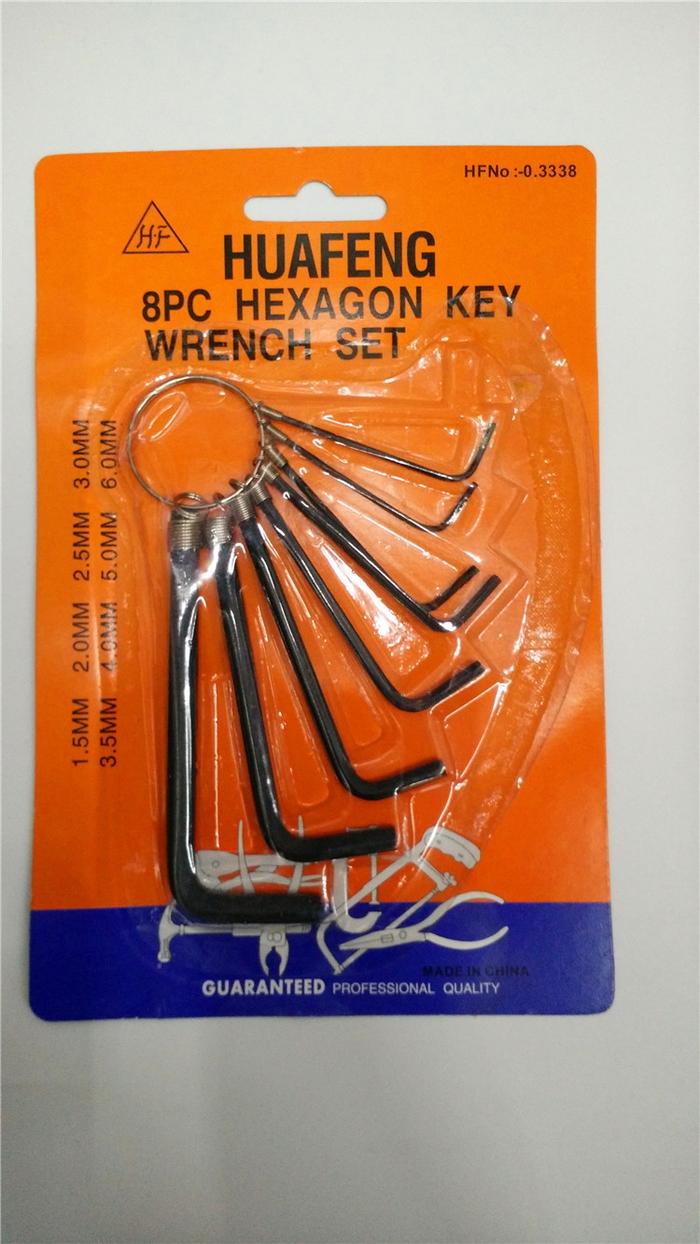 HFNo:-0.3338
H.F
HUAFENG
8PC HEXAGON KEY
WRENCH SET
1.5MM 2.0MM 2.5MM 3.0MM
3.5MM 4.0MM 5.0MM 6.0MM
MADE IN CHINA
GUARANTEED PROFESSIONAL QUALITY